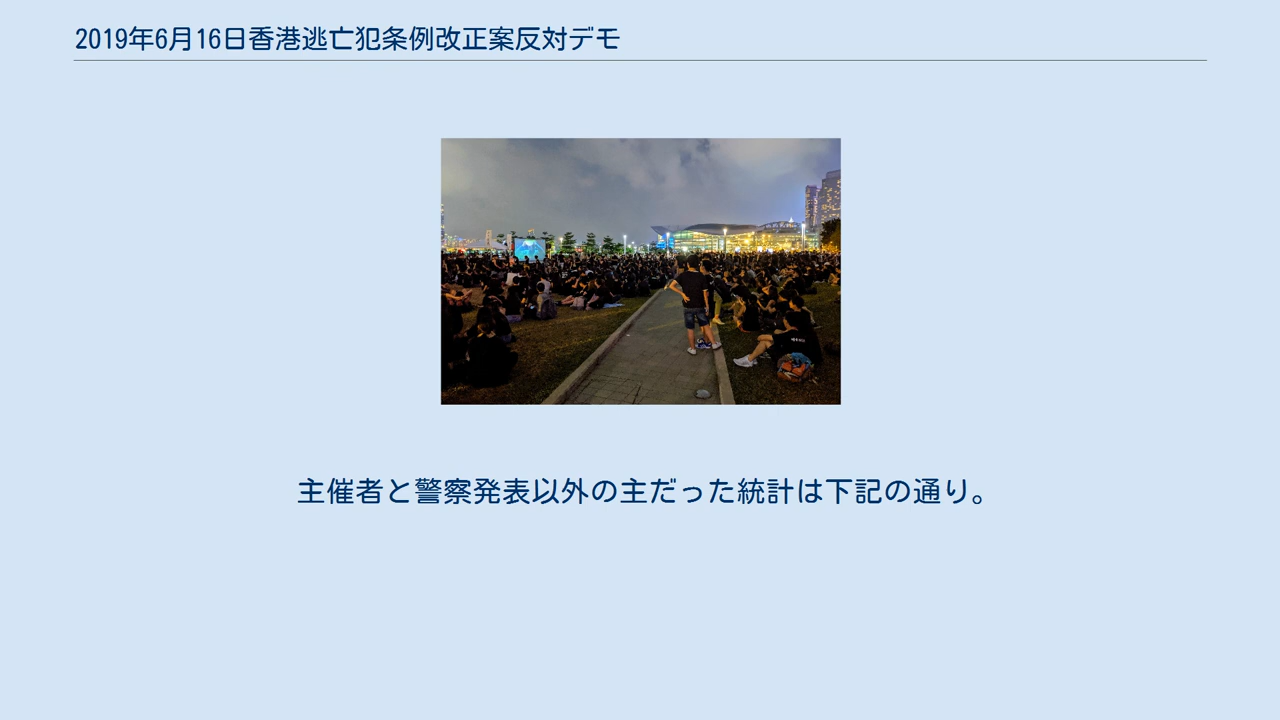 2019年6月16日香港逃亡犯条例改正案反対デモ
主催者と警察発表以外の主だった統計は下記の通り。